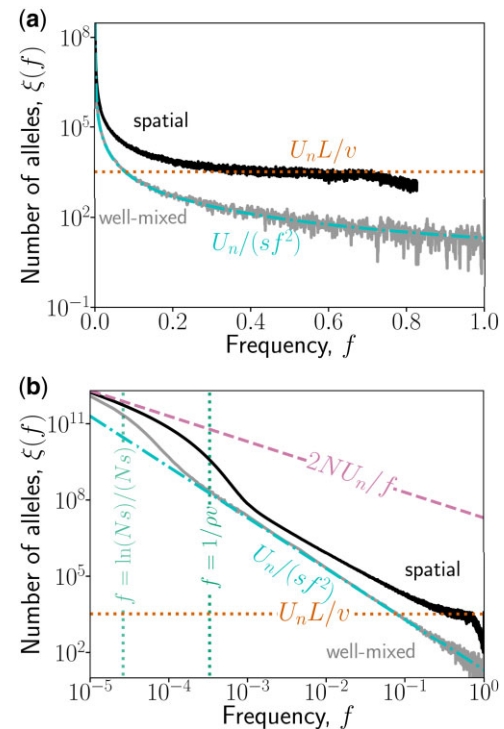 (a)
10^8
10^5
10^2
10^-1
Number of alleles, ξ(f)
spatial
U_nL/v
well-mixed
U_n/(sf^2)
0.0 0.2 0.4 0.6 0.8 1.0
Frequency, f
(b)
10^11
10^8
10^5
10^2
Number of alleles, ξ(f)
2NU_n/f
f = ln(Ns)/(Ns)
f = 1/ρv
U_n/(sf^2)
spatial
U_nL/v
well-mixed
10^-5 10^-4 10^-3 10^-2 10^-1 10^0
Frequency, f